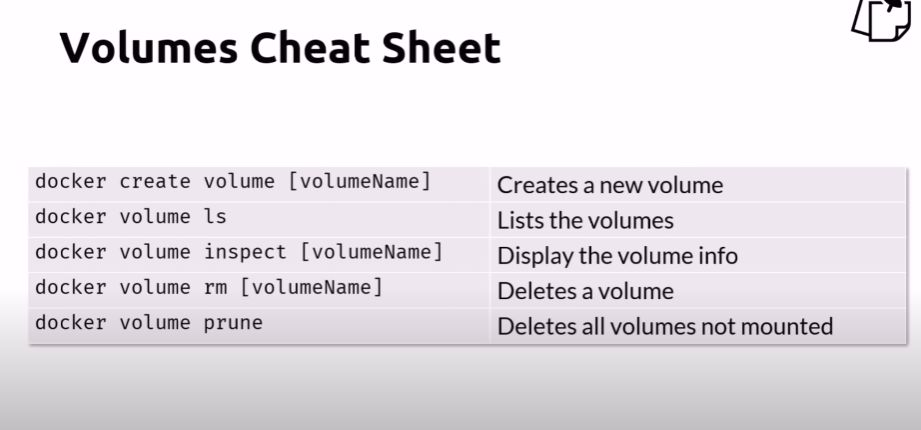 Volumes Cheat Sheet
docker create volume [volumeName] Creates a new volume
docker volume ls Lists the volumes
docker volume inspect [volumeName] Display the volume info
docker volume rm [volumeName] Deletes a volume
docker volume prune Deletes all volumes not mounted